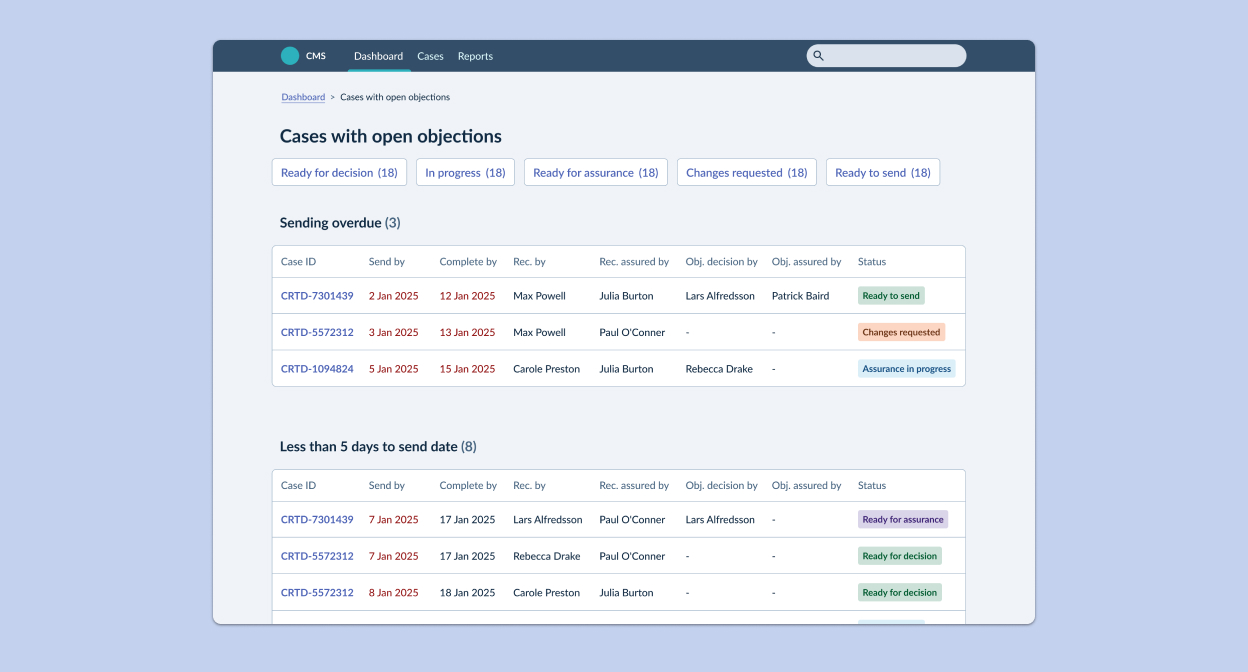 CMS Dashboard Cases Reports
Dashboard > Cases with open objections
Cases with open objections
Ready for decision (18) In progress (18) Ready for assurance (18) Changes requested (18) Ready to send (18)
Sending overdue (3)
Case ID Send by Complete by Rec. by Rec. assured by Obj. decision by Obj. assured by Status
CRTD-7301439 2 Jan 2025 12 Jan 2025 Max Powell Julia Burton Lars Alfredsson Patrick Baird Ready to send
CRTD-5572312 3 Jan 2025 13 Jan 2025 Max Powell Paul O'Conner - - Changes requested
CRTD-1094824 5 Jan 2025 15 Jan 2025 Carole Preston Julia Burton Rebecca Drake - Assurance in progress
Less than 5 days to send date (8)
Case ID Send by Complete by Rec. by Rec. assured by Obj. decision by Obj. assured by Status
CRTD-7301439 7 Jan 2025 17 Jan 2025 Lars Alfredsson Paul O'Conner Lars Alfredsson - Ready for assurance
CRTD-5572312 7 Jan 2025 17 Jan 2025 Rebecca Drake Paul O'Conner - - Ready for decision
CRTD-5572312 8 Jan 2025 18 Jan 2025 Carole Preston Julia Burton - - Ready for decision